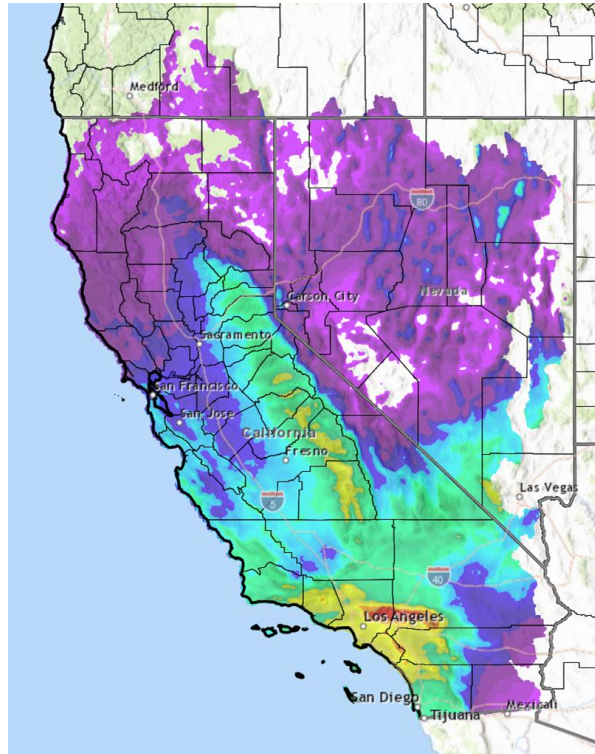 Medford
80
Carson City
Nevada
Sacramento
San Francisco
San Jose
California
Fresno
5
Las Vegas
40
Los Angeles
San Diego
Mexicali
Tijuana